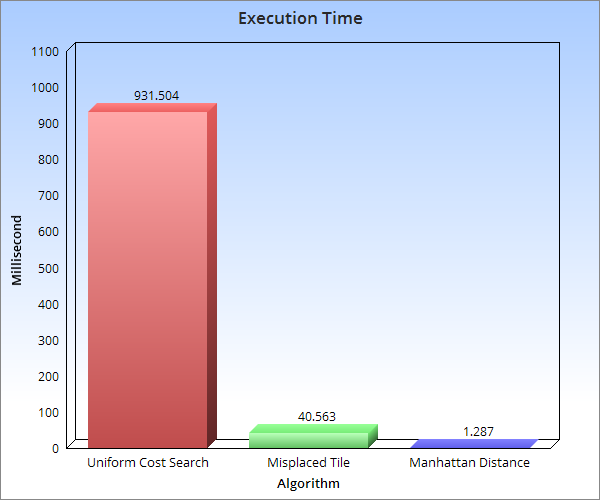 Execution Time
1100
1000
900
800
700
600
500
400
300
200
100
0
Millisecond
931.504
40.563
1.287
Uniform Cost Search
Misplaced Tile
Manhattan Distance
Algorithm